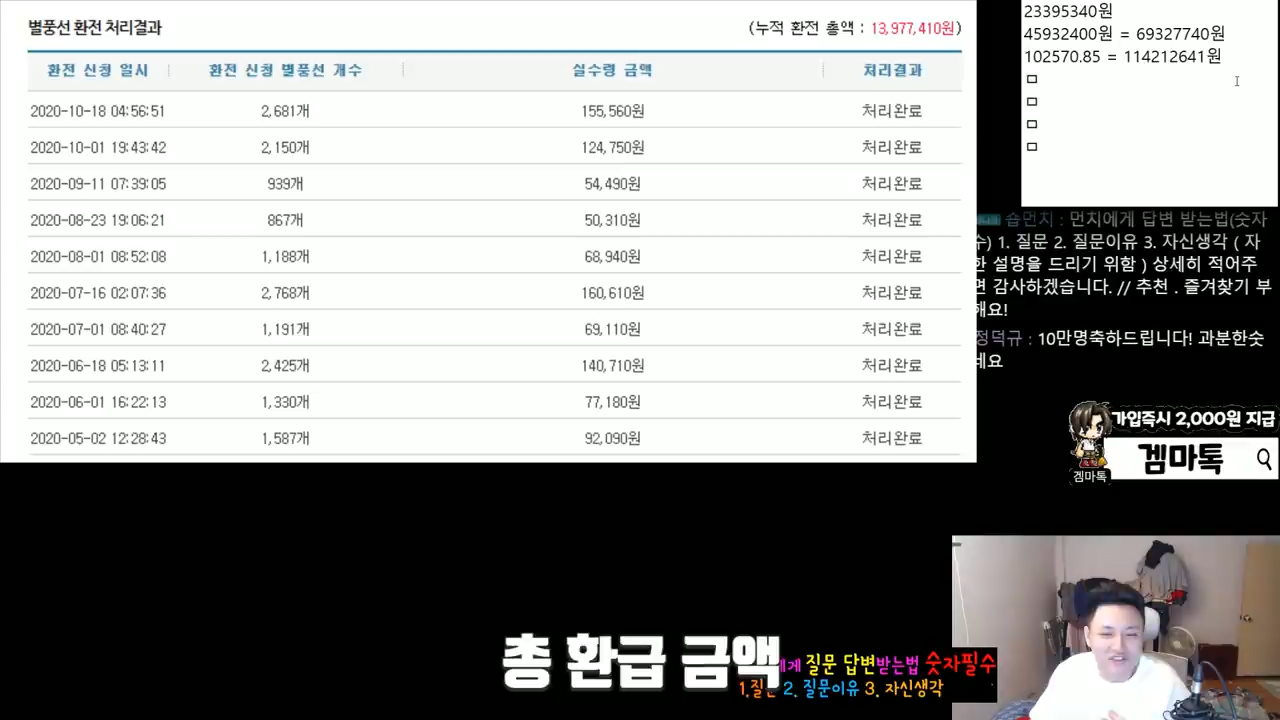 별풍선 환전 처리결과
(누적 환전 총액 : 13,977,410원)
환전 신청 일시 환전 신청 별풍선 개수 실수령 금액 처리결과
2020-10-18 04:56:51 2,681개 155,560원 처리완료
2020-10-01 19:43:42 2,150개 124,750원 처리완료
2020-09-11 07:39:05 939개 54,490원 처리완료
2020-08-23 19:06:21 867개 50,310원 처리완료
2020-08-01 08:52:08 1,188개 68,940원 처리완료
2020-07-16 02:07:36 2,768개 160,610원 처리완료
2020-07-01 08:40:27 1,191개 69,110원 처리완료
2020-06-18 05:13:11 2,425개 140,710원 처리완료
2020-06-01 16:22:13 1,330개 77,180원 처리완료
2020-05-02 12:28:43 1,587개 92,090원 처리완료
23395340원
45932400원 = 69327740원
102570.85 = 114212641원
ㅁ
ㅁ
ㅁ
ㅁ
숍먼치 : 먼치에게 답변 받는법(숫자
수) 1. 질문 2. 질문이유 3. 자신생각 ( 자
한 설명을 드리기 위함 ) 상세히 적어주
면 감사하겠습니다. // 추천 . 즐겨찾기 부
해요!
정덕규 : 10만명축하드립니다! 과분한숫
네요
가입즉시 2,000원 지급
겜마톡
겜마톡
총 환급 금액
에게 질문 답변받는법 숫자필수
1.질문 2. 질문이유 3. 자신생각